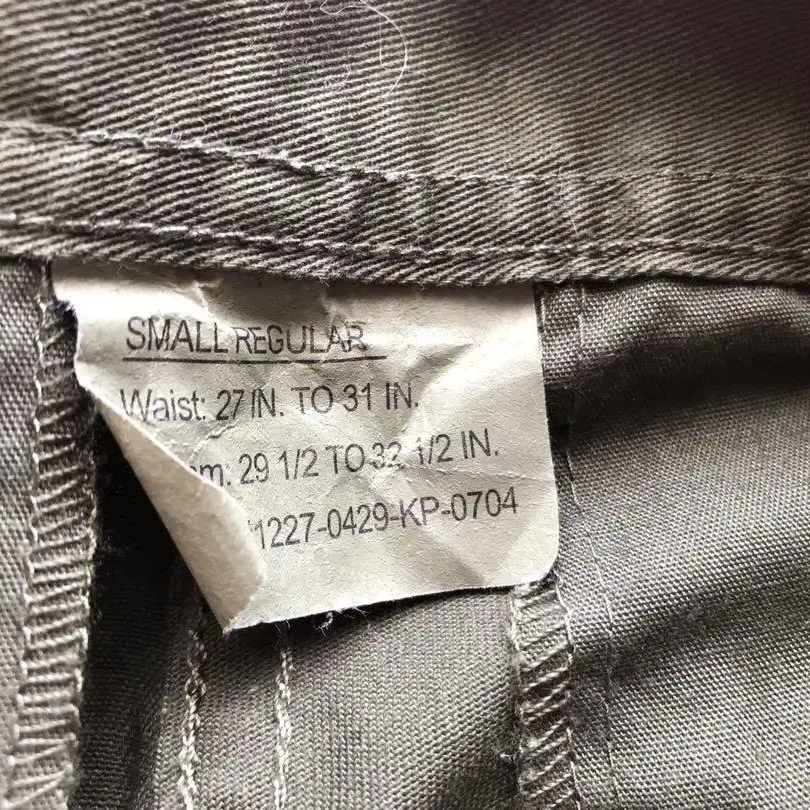 SMALL REGULAR
Waist: 27 IN. TO 31 IN.
29 1/2 TO 32 1/2 IN.
1227-0429-KP-0704